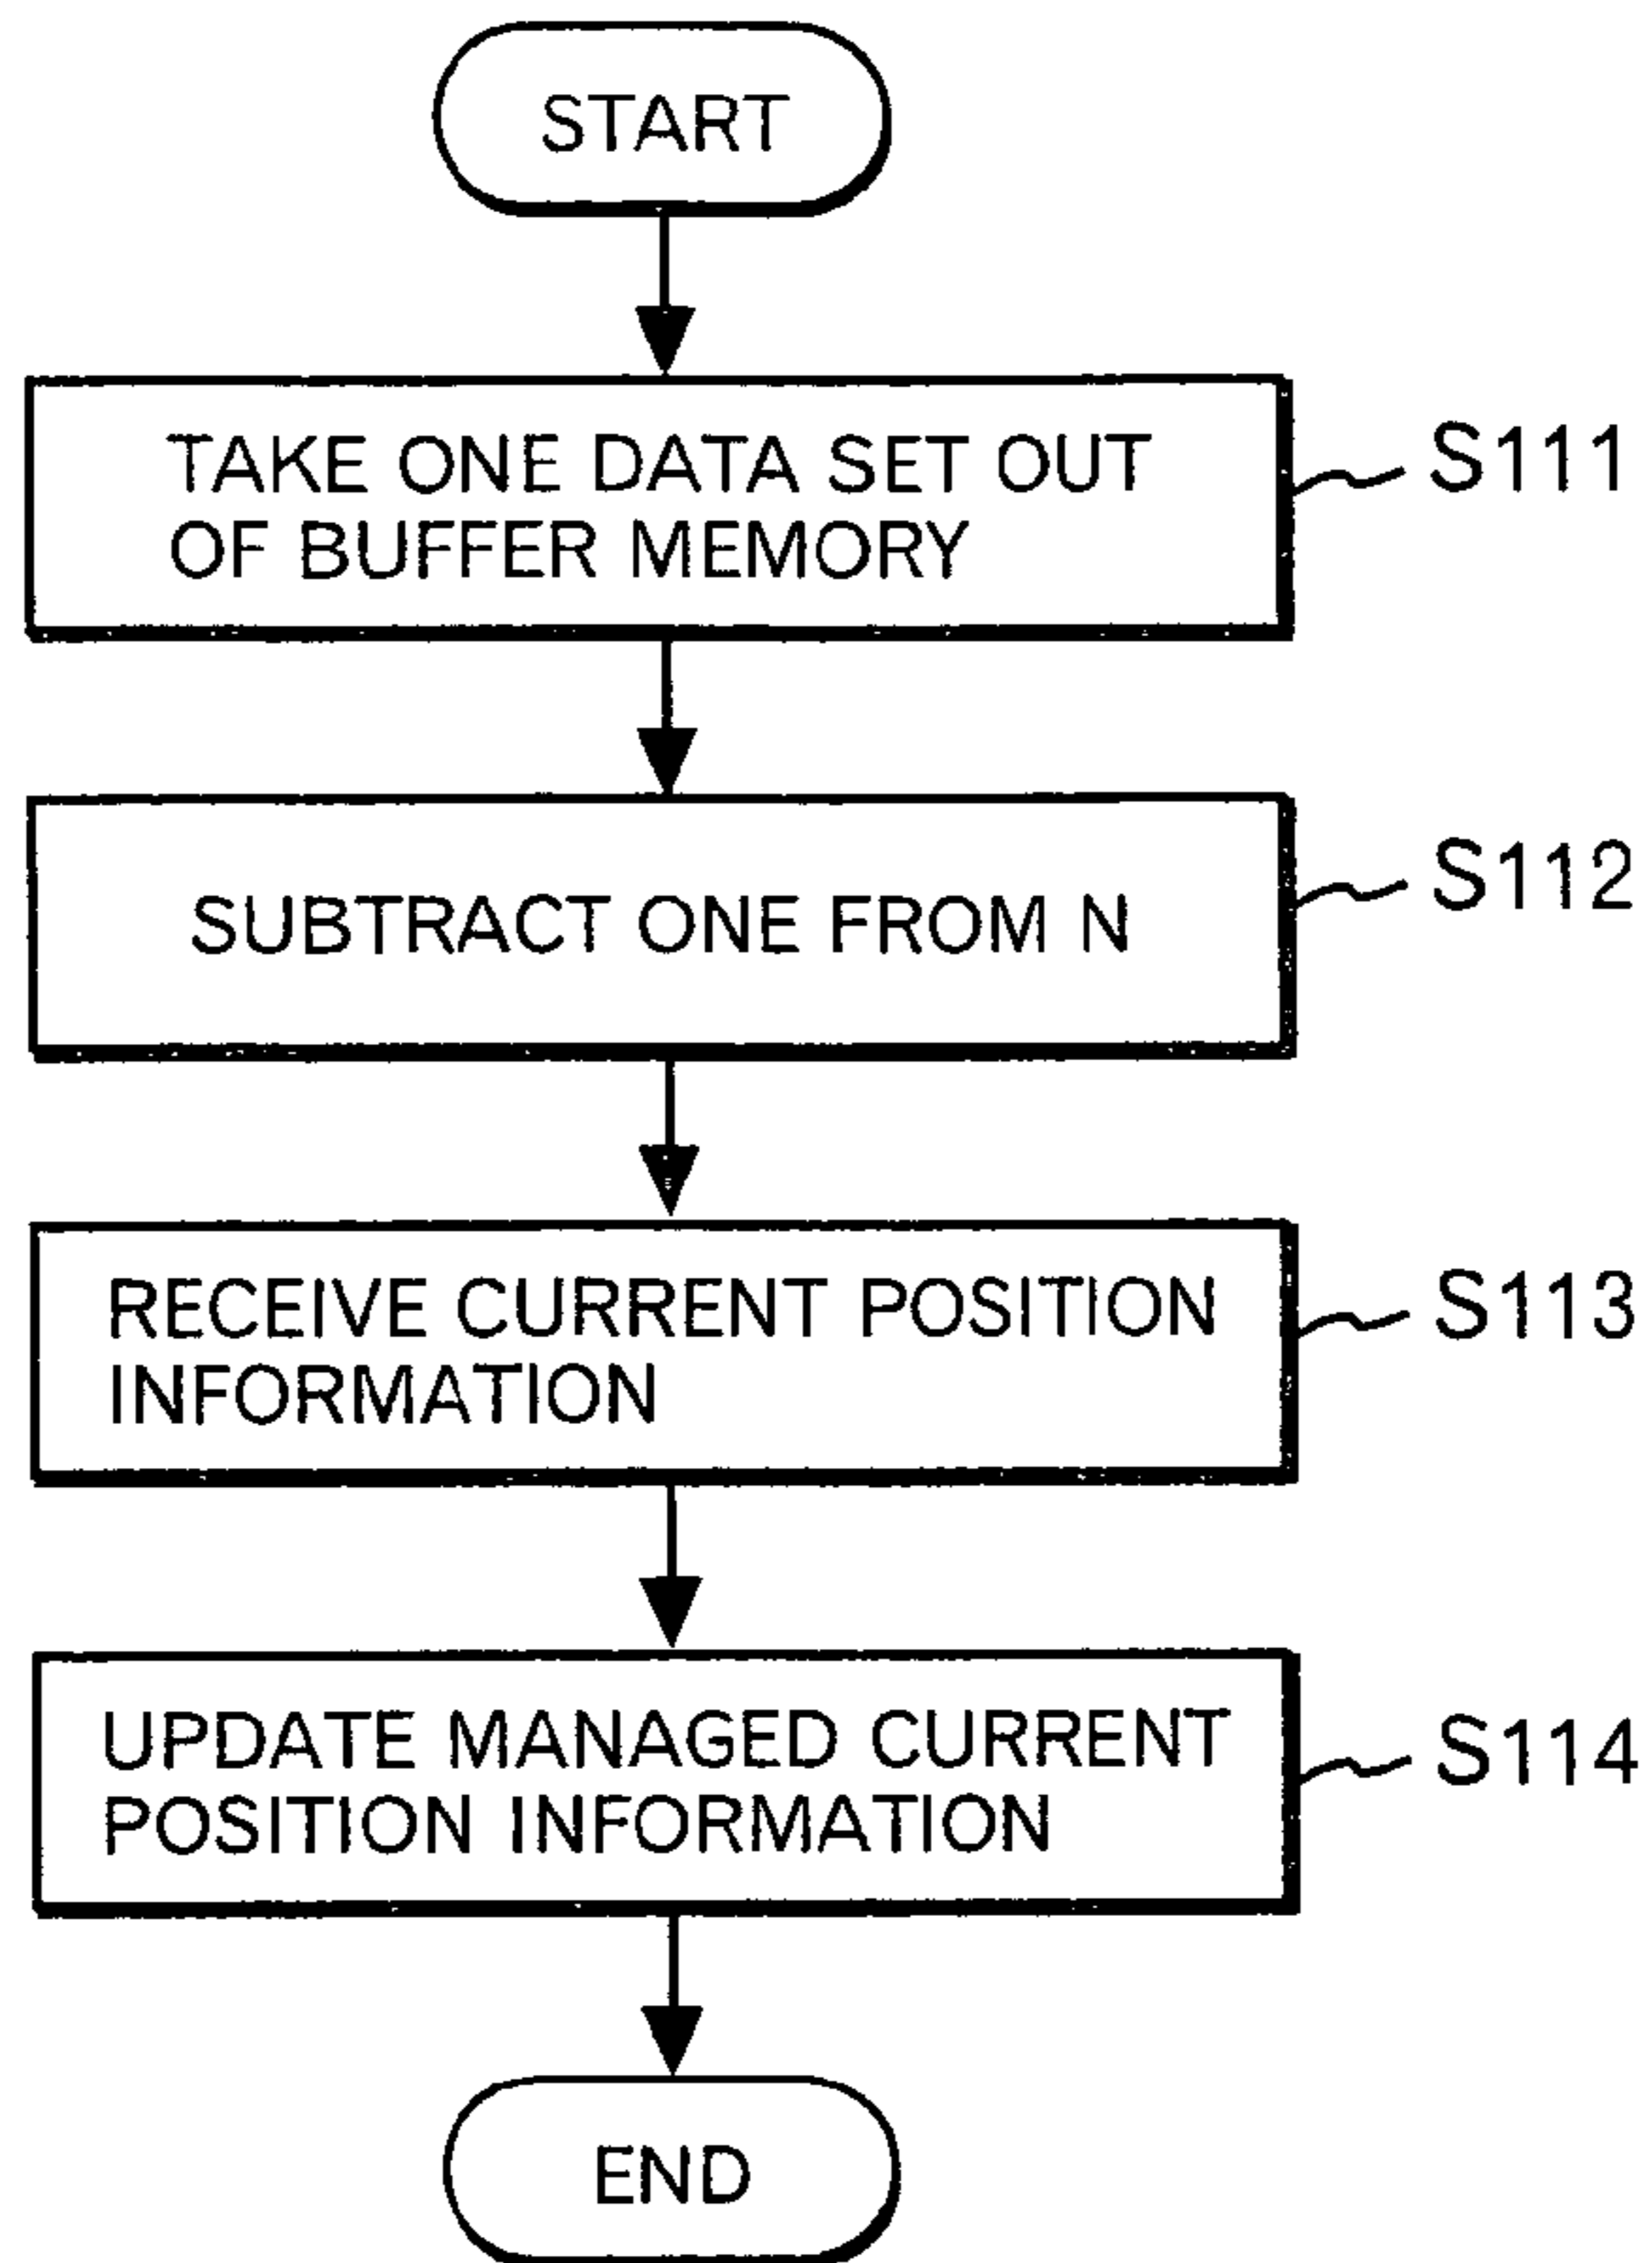 START
TAKE ONE DATA SET OUT
OF BUFFER MEMORY
S111
SUBTRACT ONE FROM N
S112
RECEIVE CURRENT POSITION
INFORMATION
S113
UPDATE MANAGED CURRENT
POSITION INFORMATION
S114
END